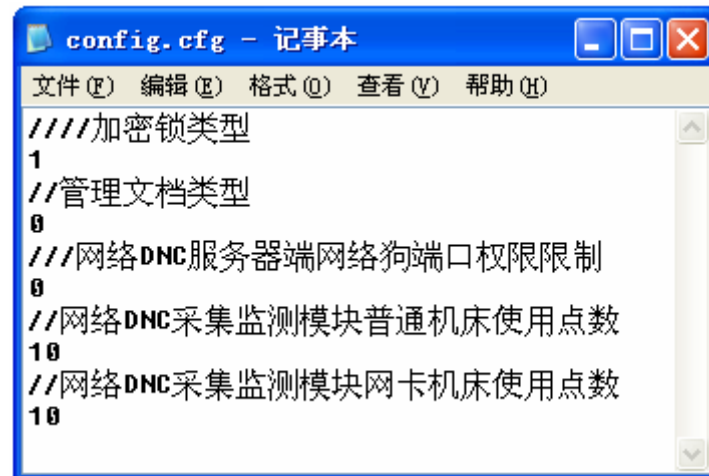 config.cfg - 记事本
文件(F) 编辑(E) 格式(O) 查看(V) 帮助(H)
////加密锁类型
1
//管理文档类型
0
///网络DNC服务器端网络狗端口权限限制
0
//网络DNC采集监测模块普通机床使用点数
10
//网络DNC采集监测模块网卡机床使用点数
10